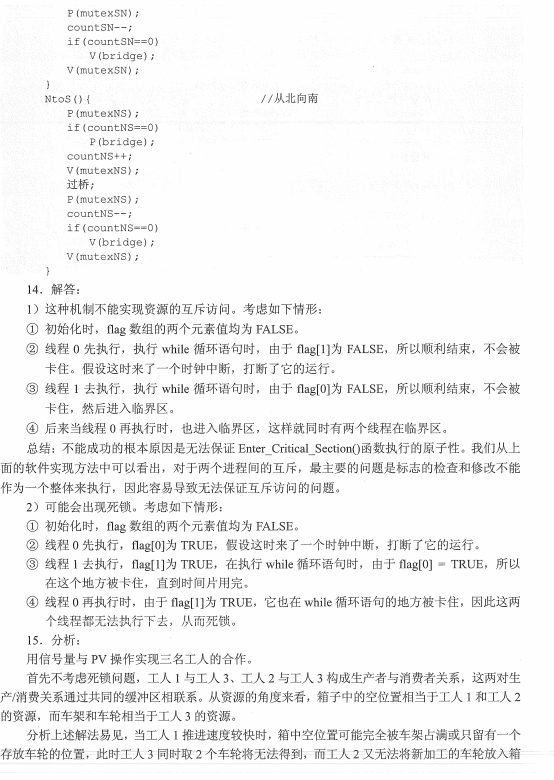 P(mutexSN);
countSN--;
if(countSN==0)
V(bridge);
V(mutexSN);
}
NtoS(){ //从北向南
P(mutexNS);
if(countNS==0)
P(bridge);
countNS++;
V(mutexNS);
过桥;
P(mutexNS);
countNS--;
if(countNS==0)
V(bridge);
V(mutexNS);
}
14．解答：
1）这种机制不能实现资源的互斥访问。考虑如下情形：
① 初始化时，flag 数组的两个元素值均为 FALSE。
② 线程 0 先执行，执行 while 循环语句时，由于 flag[1]为 FALSE，所以顺利结束，不会被
卡住。假设这时来了一个时钟中断，打断了它的运行。
③ 线程 1 去执行，执行 while 循环语句时，由于 flag[0]为 FALSE，所以顺利结束，不会被
卡住，然后进入临界区。
④ 后来当线程 0 再执行时，也进入临界区，这样就同时有两个线程在临界区。
总结：不能成功的根本原因是无法保证 Enter_Critical_Section()函数执行的原子性。我们从上
面的软件实现方法中可以看出，对于两个进程间的互斥，最主要的问题是标志的检查和修改不能
作为一个整体来执行，因此容易导致无法保证互斥访问的问题。
2）可能会出现死锁。考虑如下情形：
① 初始化时，flag 数组的两个元素值均为 FALSE。
② 线程 0 先执行，flag[0]为 TRUE，假设这时来了一个时钟中断，打断了它的运行。
③ 线程 1 去执行，flag[1]为 TRUE，在执行 while 循环语句时，由于 flag[0] = TRUE，所以
在这个地方被卡住，直到时间片用完。
④ 线程 0 再执行时，由于 flag[1]为 TRUE，它也在 while 循环语句的地方被卡住，因此这两
个线程都无法执行下去，从而死锁。
15．分析：
用信号量与 PV 操作实现三名工人的合作。
首先不考虑死锁问题，工人 1 与工人 3、工人 2 与工人 3 构成生产者与消费者关系，这两对生
产/消费关系通过共同的缓冲区相联系。从资源的角度来看，箱子中的空位置相当于工人 1 和工人 2
的资源，而车架和车轮相当于工人 3 的资源。
分析上述解法易见，当工人 1 推进速度较快时，箱中空位置可能完全被车架占满或只留有一个
存放车轮的位置，此时工人 3 同时取 2 个车轮将无法得到，而工人 2 又无法将新加工的车轮放入箱